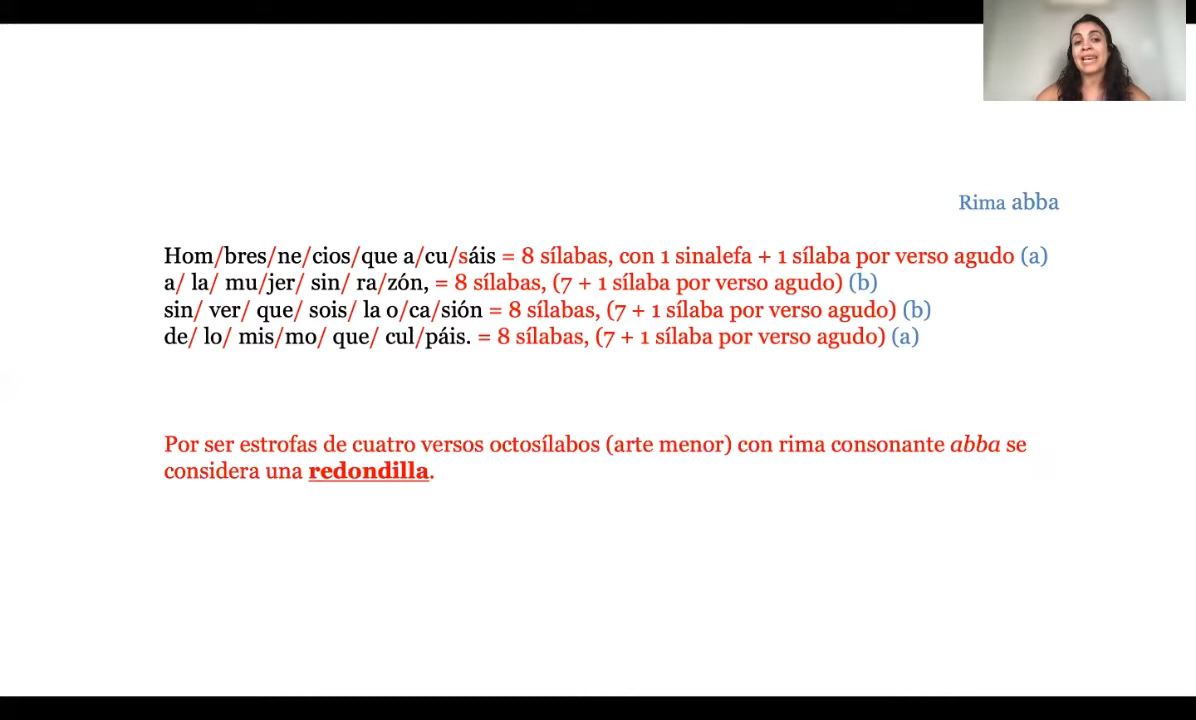 Rima abba
Hom/bres/ne/cios/que a/cu/sáis = 8 sílabas, con 1 sinalefa + 1 sílaba por verso agudo (a)
a/ la/ mu/jer/ sin/ ra/zón, = 8 sílabas, (7 + 1 sílaba por verso agudo) (b)
sin/ ver/ que/ sois/ la o/ca/sión = 8 sílabas, (7 + 1 sílaba por verso agudo) (b)
de/ lo/ mis/mo/ que/ cul/páis. = 8 sílabas, (7 + 1 sílaba por verso agudo) (a)
Por ser estrofas de cuatro versos octosílabos (arte menor) con rima consonante abba se
considera una redondilla.